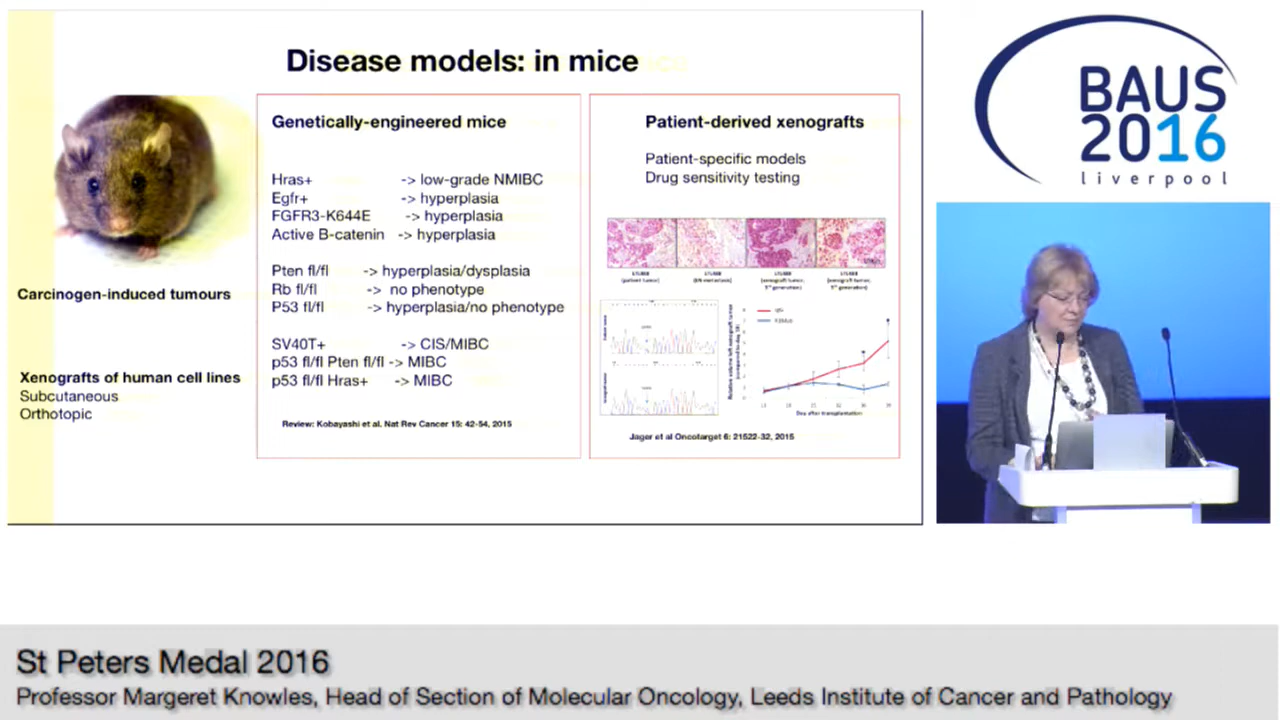 Disease models: in mice
Carcinogen-induced tumours
Xenografts of human cell lines
Subcutaneous
Orthotopic
Genetically-engineered mice
Hras+ -> low-grade NMIBC
Egfr+ -> hyperplasia
FGFR3-K644E -> hyperplasia
Active B-catenin -> hyperplasia
Pten fl/fl -> hyperplasia/dysplasia
Rb fl/fl -> no phenotype
P53 fl/fl -> hyperplasia/no phenotype
SV40T+ -> CIS/MIBC
p53 fl/fl Pten fl/fl -> MIBC
p53 fl/fl Hras+ -> MIBC
Review: Kobayashi et al. Nat Rev Cancer 15: 42-54, 2015
Patient-derived xenografts
Patient-specific models
Drug sensitivity testing
(patient tumor)
Day after transplantation
Jager et al Oncotarget 6: 21522-32, 2015
BAUS
2016
liverpool
St Peters Medal 2016
Professor Margeret Knowles, Head of Section of Molecular Oncology, Leeds Institute of Cancer and Pathology